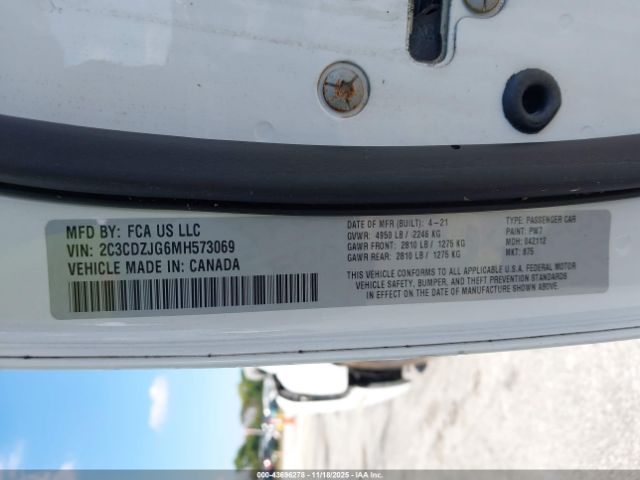 MFD BY: FCA US LLC
VIN: 2C3CDZJG6MH573069
VEHICLE MADE IN: CANADA
DATE OF MFR (BUILT): 4-21
GVWR: 4950 LB / 2246 KG
GAWR FRONT: 2810 LB / 1275 KG
GAWR REAR: 2810 LB / 1275 KG
TYPE: PASSENGER CAR
PAINT: PW7
MDH: 042112
MKT: 875
THIS VEHICLE CONFORMS TO ALL APPLICABLE U.S.A. FEDERAL MOTOR
VEHICLE SAFETY, BUMPER, AND THEFT PREVENTION STANDARDS
IN EFFECT ON THE DATE OF MANUFACTURE SHOWN ABOVE.
000-43696278 - 11/18/2025 - IAA Corp.